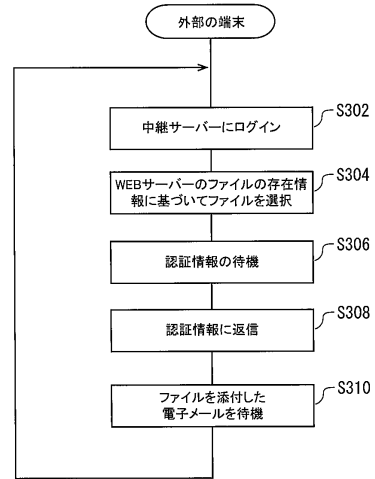 外部の端末
中継サーバーにログイン
S302
WEBサーバーのファイルの存在情
報に基づいてファイルを選択
S304
認証情報の待機
S306
認証情報に返信
S308
ファイルを添付した
電子メールを待機
S310